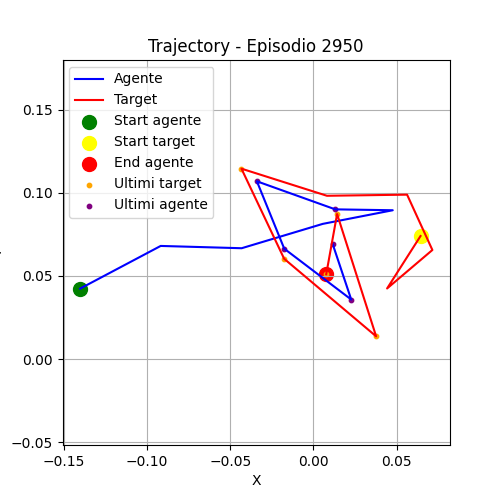 Trajectory - Episodio 2950
Agente
Target
Start agente
Start target
End agente
Ultimi target
Ultimi agente
0.15
0.10
0.05
0.00
−0.05
−0.15
−0.10
−0.05
0.00
0.05
X